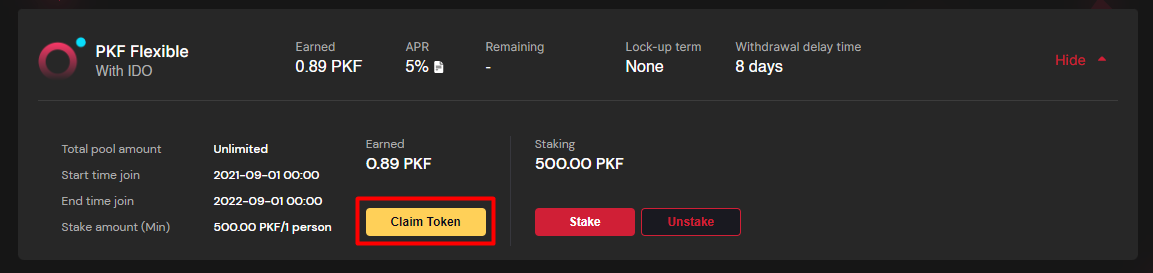 PKF Flexible
With IDO
Earned
0.89 PKF
APR
5%
Remaining
-
Lock-up term
None
Withdrawal delay time
8 days
Hide
Total pool amount Unlimited
Start time join 2021-09-01 00:00
End time join 2022-09-01 00:00
Stake amount (Min) 500.00 PKF/1 person
Earned
0.89 PKF
Claim Token
Staking
500.00 PKF
Stake
Unstake